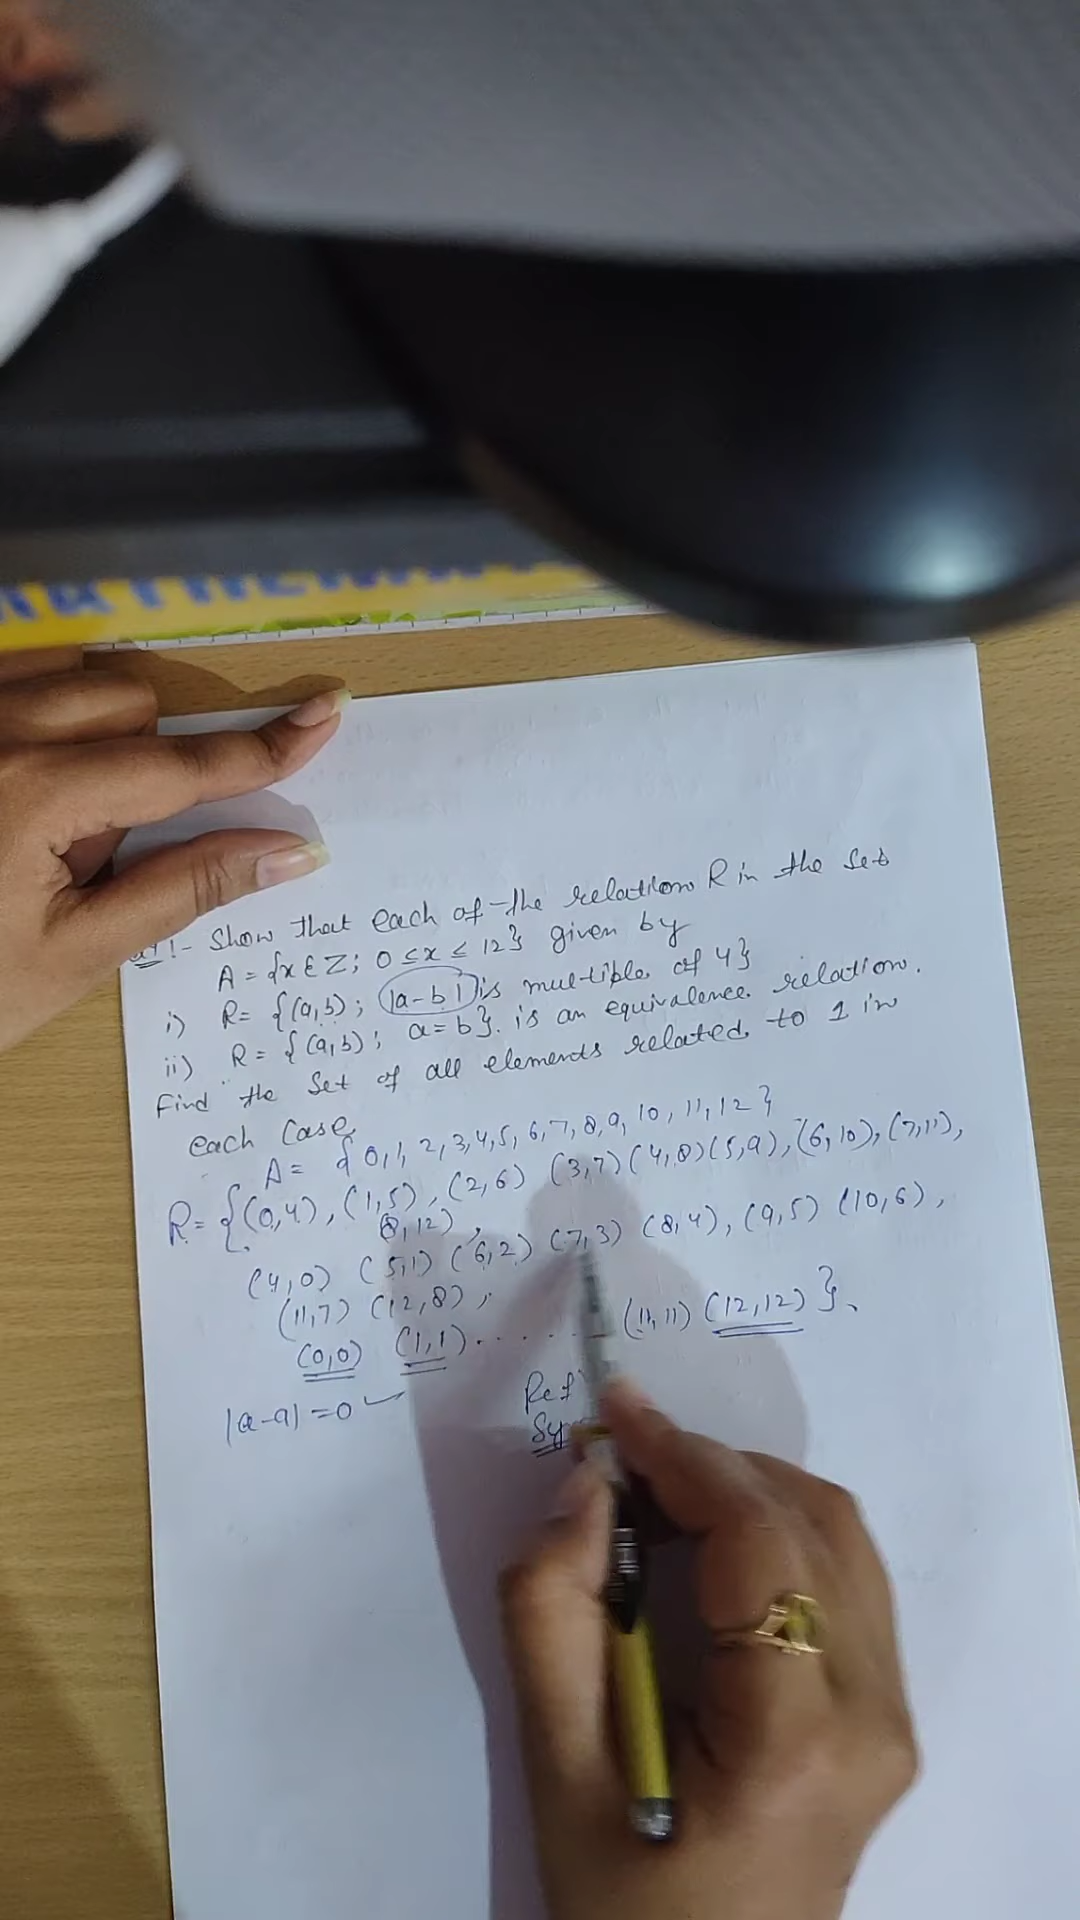 MATHEMA
Q1!- Show that each of the relation R in the set
A = {x ∈ Z; 0 ≤ x ≤ 12} given by
i) R = {(a,b); |a-b| is multiple of 4}
ii) R = {(a,b); a=b}. is an equivalence relation.
Find the set of all elements related to 1 in
each case.
A = {0,1,2,3,4,5,6,7,8,9,10,11,12}
R = {(0,4), (1,5), (2,6) (3,7) (4,8) (5,9), (6,10), (7,11),
(8,12),
(4,0) (5,1) (6,2) (7,3) (8,4), (9,5) (10,6),
(11,7) (12,8),
(0,0) (1,1)....... (11,11) (12,12)}.
|a-a| = 0 ✓ Ref
Sy